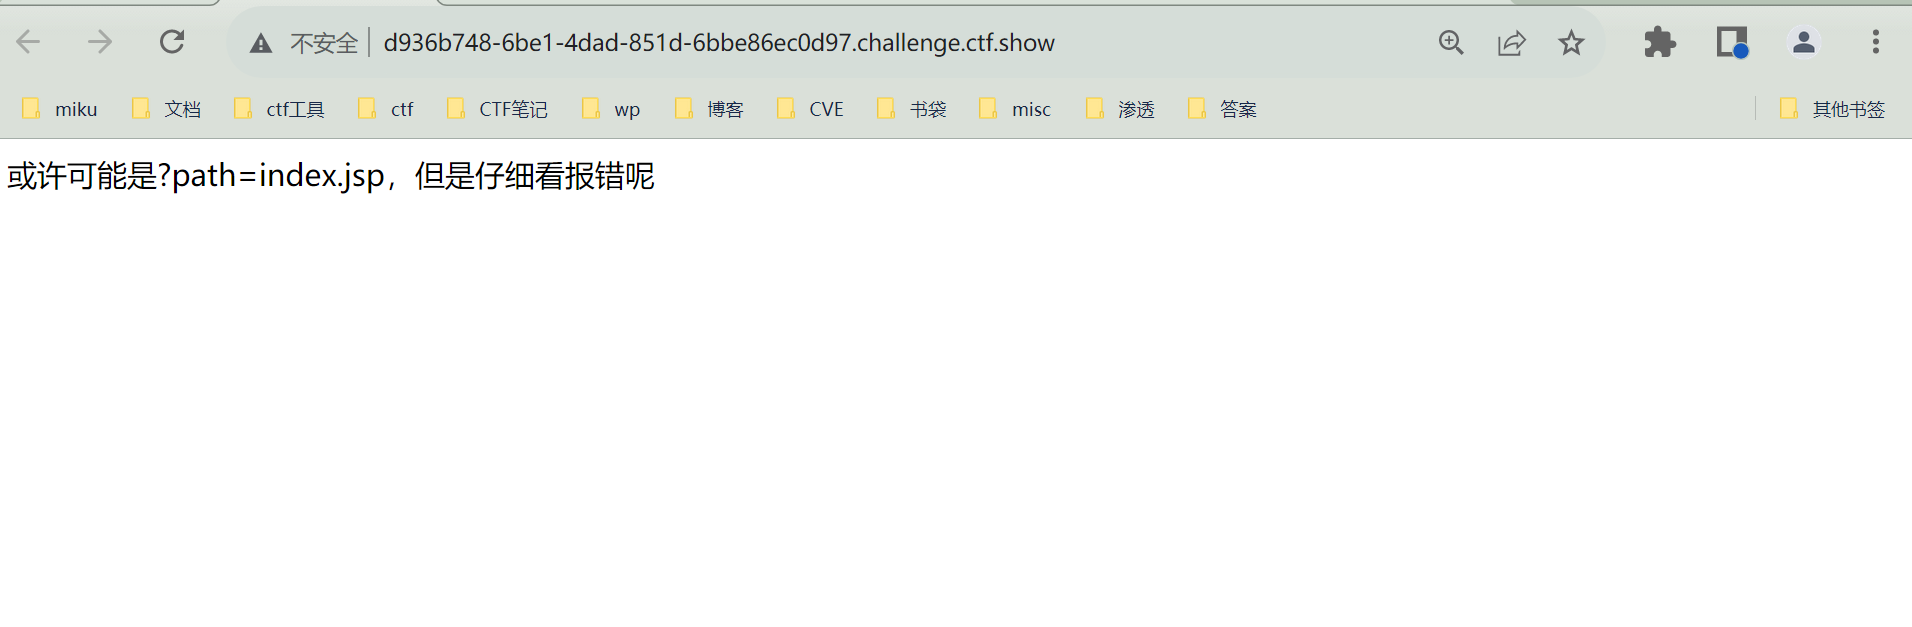 不安全 d936b748-6be1-4dad-851d-6bbe86ec0d97.challenge.ctf.show
miku 文档 ctf工具 ctf CTF笔记 wp 博客 CVE 书袋 misc 渗透 答案 其他书签
或许可能是?path=index.jsp，但是仔细看报错呢